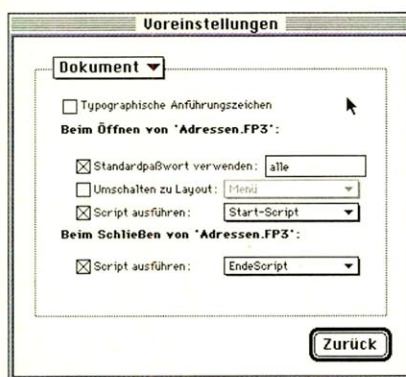 Voreinstellungen
Dokument
Typographische Anführungszeichen
Beim Öffnen von "Adressen.FP3":
Standardpaßwort verwenden: alle
Umschalten zu Layout: Menü
Script ausführen: Start-Script
Beim Schließen von "Adressen.FP3":
Script ausführen: EndeScript
Zurück